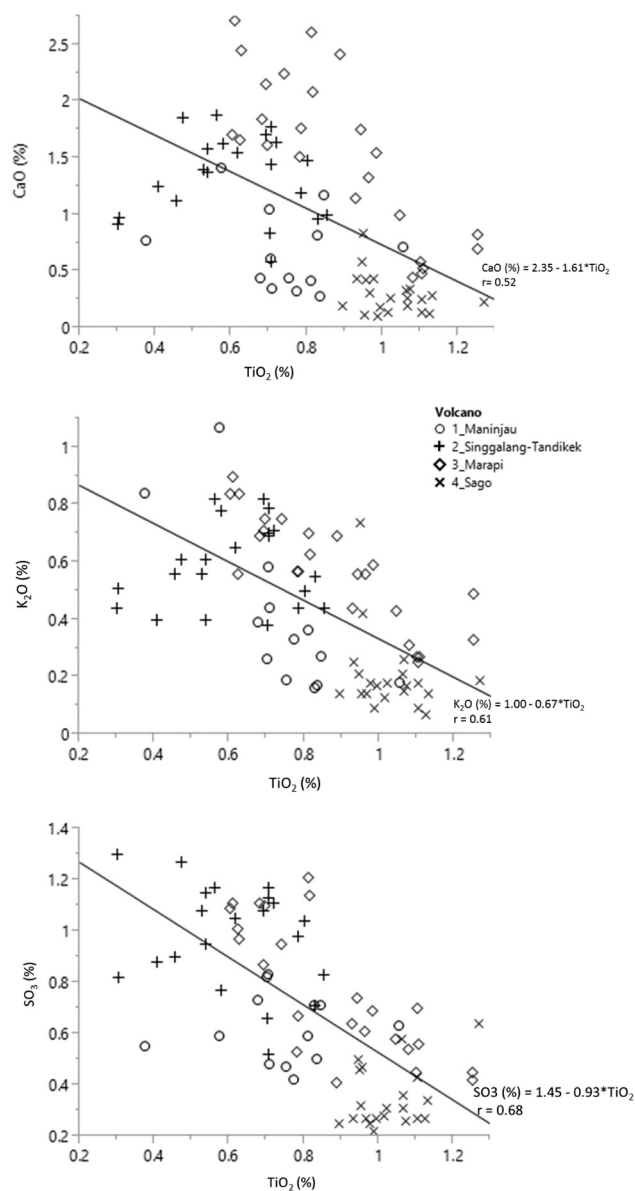 2.5
2
1.5
1
0.5
0
CaO (%)
0.2 0.4 0.6 0.8 1 1.2
TiO₂ (%)
CaO (%) = 2.35 - 1.61*TiO₂
r= 0.52
Volcano
1_Maninjau
2_Singgalang-Tandikek
3_Marapi
4_Sago
1
0.8
0.6
0.4
0.2
0
K₂O (%)
0.2 0.4 0.6 0.8 1 1.2
TiO₂ (%)
K₂O (%) = 1.00 - 0.67*TiO₂
r = 0.61
1.4
1.2
1
0.8
0.6
0.4
0.2
SO₃ (%)
0.2 0.4 0.6 0.8 1 1.2
TiO₂ (%)
SO3 (%) = 1.45 - 0.93*TiO₂
r = 0.68